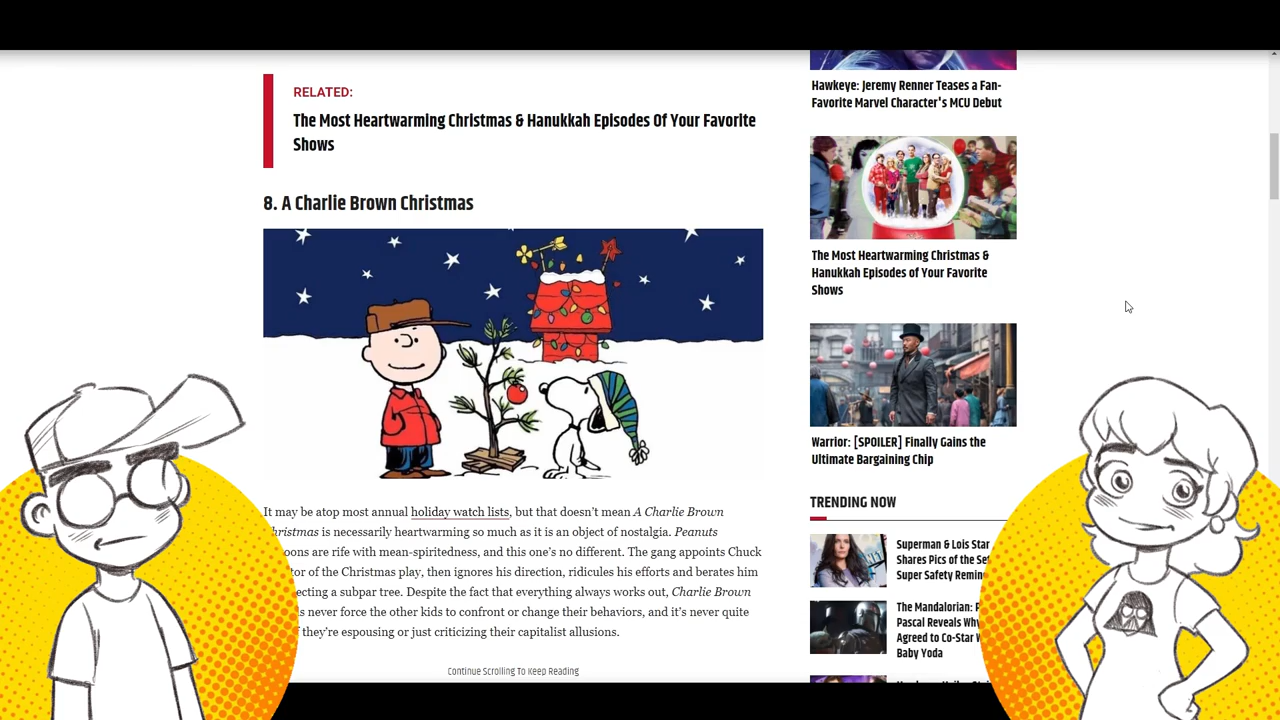 RELATED:
The Most Heartwarming Christmas & Hanukkah Episodes Of Your Favorite
Shows
8. A Charlie Brown Christmas
It may be atop most annual holiday watch lists, but that doesn't mean A Charlie Brown
is necessarily heartwarming so much as it is an object of nostalgia. Peanuts
are rife with mean-spiritedness, and this one's no different. The gang appoints Chuck
of the Christmas play, then ignores his direction, ridicules his efforts and berates him
a subpar tree. Despite the fact that everything always works out, Charlie Brown
never force the other kids to confront or change their behaviors, and it's never quite
they're espousing or just criticizing their capitalist allusions.
Continue Scrolling To Keep Reading
Hawkeye: Jeremy Renner Teases a Fan-
Favorite Marvel Character's MCU Debut
The Most Heartwarming Christmas &
Hanukkah Episodes of Your Favorite
Shows
Warrior: [SPOILER] Finally Gains the
Ultimate Bargaining Chip
TRENDING NOW
Superman & Lois Star
Shares Pics of the
Super Safety
The Mandalorian:
Pascal Reveals
Agreed to Co-Star
Baby Yoda